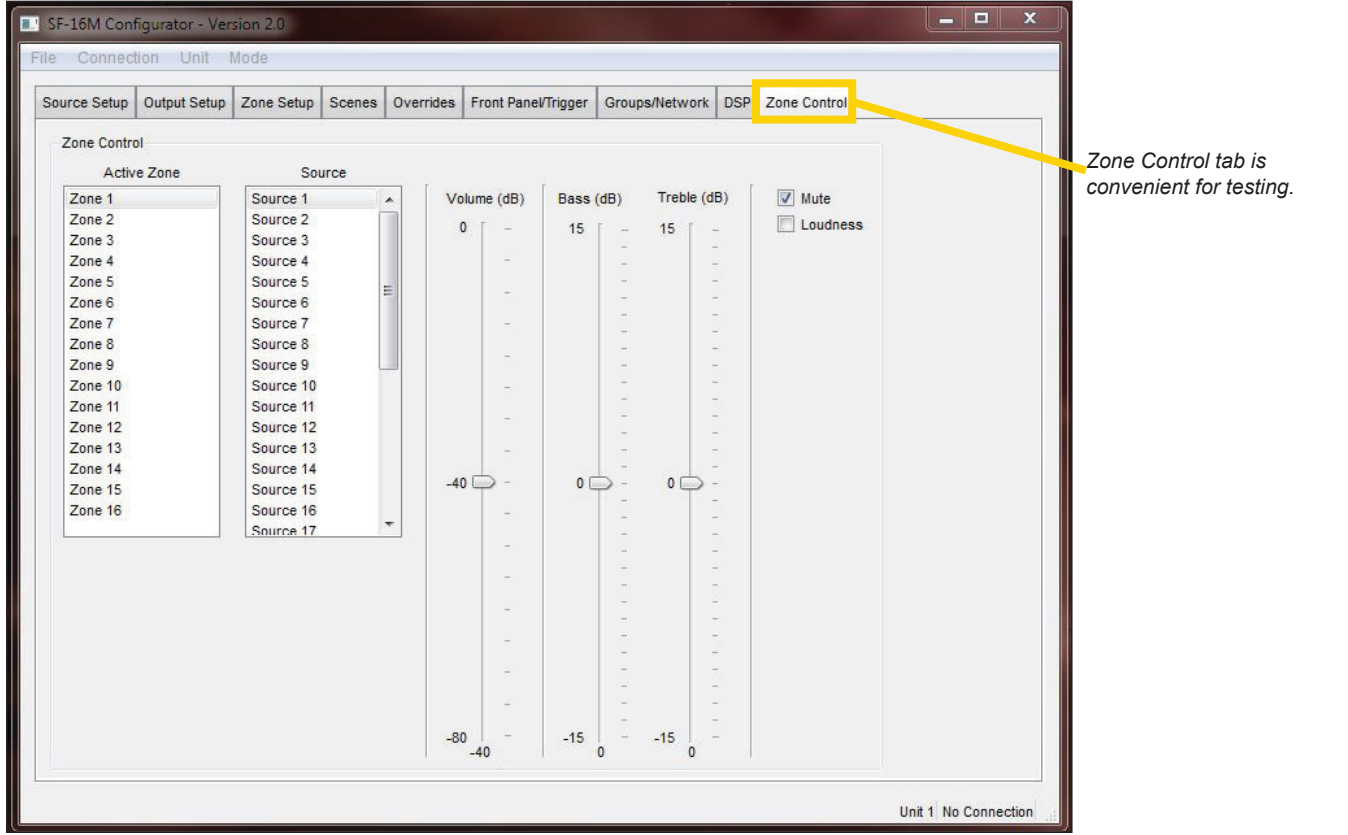 SF-16M Configurator - Version 2.0
File Connection Unit Mode
Source Setup Output Setup Zone Setup Scenes Overrides Front Panel/Trigger Groups/Network DSP Zone Control
Zone Control tab is
convenient for testing.
Zone Control
Active Zone
Zone 1
Zone 2
Zone 3
Zone 4
Zone 5
Zone 6
Zone 7
Zone 8
Zone 9
Zone 10
Zone 11
Zone 12
Zone 13
Zone 14
Zone 15
Zone 16
Source
Source 1
Source 2
Source 3
Source 4
Source 5
Source 6
Source 7
Source 8
Source 9
Source 10
Source 11
Source 12
Source 13
Source 14
Source 15
Source 16
Source 17
Volume (dB)
0
-40
-80
-40
Bass (dB)
15
0
-15
0
Treble (dB)
15
0
-15
0
Mute
Loudness
Unit 1 No Connection